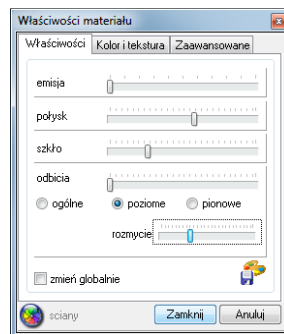 Właściwości materiału
Właściwości Kolor i tekstura Zaawansowane
emisja
połysk
szkło
odbicia
ogólne poziome pionowe
rozmycie
zmień globalnie
sciany Zamknij Anuluj